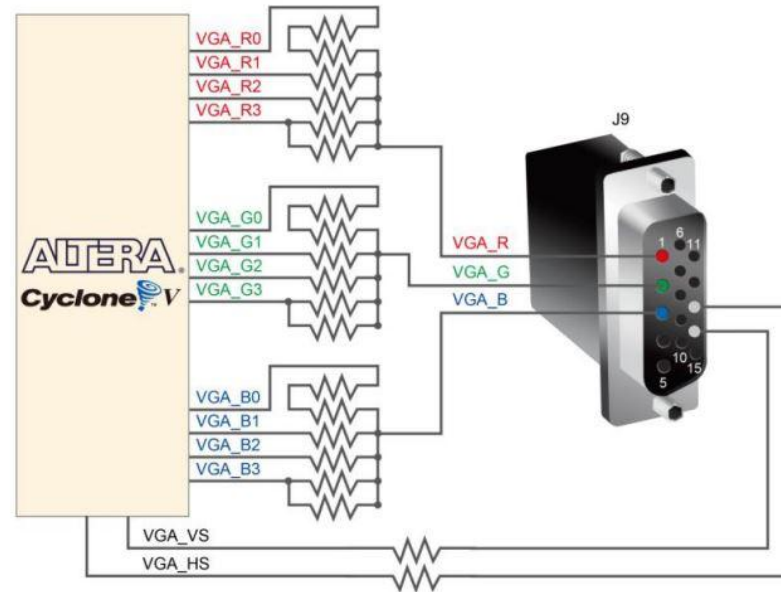 VGA_R0
VGA_R1
VGA_R2
VGA_R3
J9
VGA_G0
VGA_G1
VGA_G2
VGA_G3
ALTERA®
Cyclone™ V
VGA_R
VGA_G
VGA_B
1
6
11
5
10
15
VGA_B0
VGA_B1
VGA_B2
VGA_B3
VGA_VS
VGA_HS